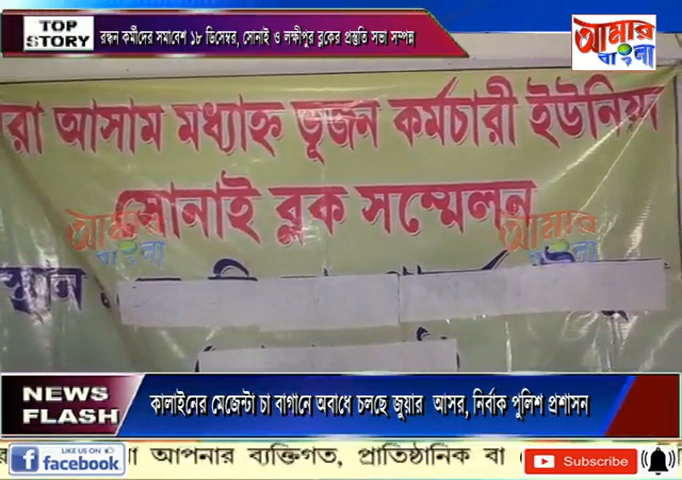 TOP STORY
রন্ধন কর্মীদের সমাবেশ ১৮ ডিসেম্বর, সোনাই ও লক্ষীপুর ব্লকের প্রস্তুতি সভা সম্পন্ন
আমার বাংলা
রা আসাম মধ্যাহ্ন ভূজন কর্মচারী ইউনিয়ন
সোনাই ব্লক সম্মেলন
আমার বাংলা
আমার বাংলা
স্থান
NEWS FLASH
কালাইনের মেজেন্টা চা বাগানে অবাধে চলছে জুয়ার আসর, নির্বাক পুলিশ প্রশাসন
LIKE US ON
facebook
আপনার ব্যক্তিগত, প্রাতিষ্ঠানিক বা
Subscribe